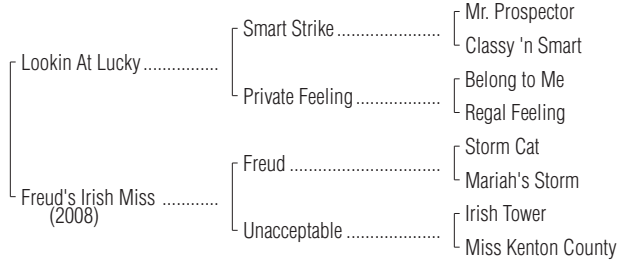 Mr. Prospector
Smart Strike ....................
Classy 'n Smart
Lookin At Lucky ...............
Belong to Me
Private Feeling .................
Regal Feeling
Storm Cat
Freud ..............................
Mariah's Storm
Freud's Irish Miss ...........
(2008)
Irish Tower
Unacceptable ...................
Miss Kenton County